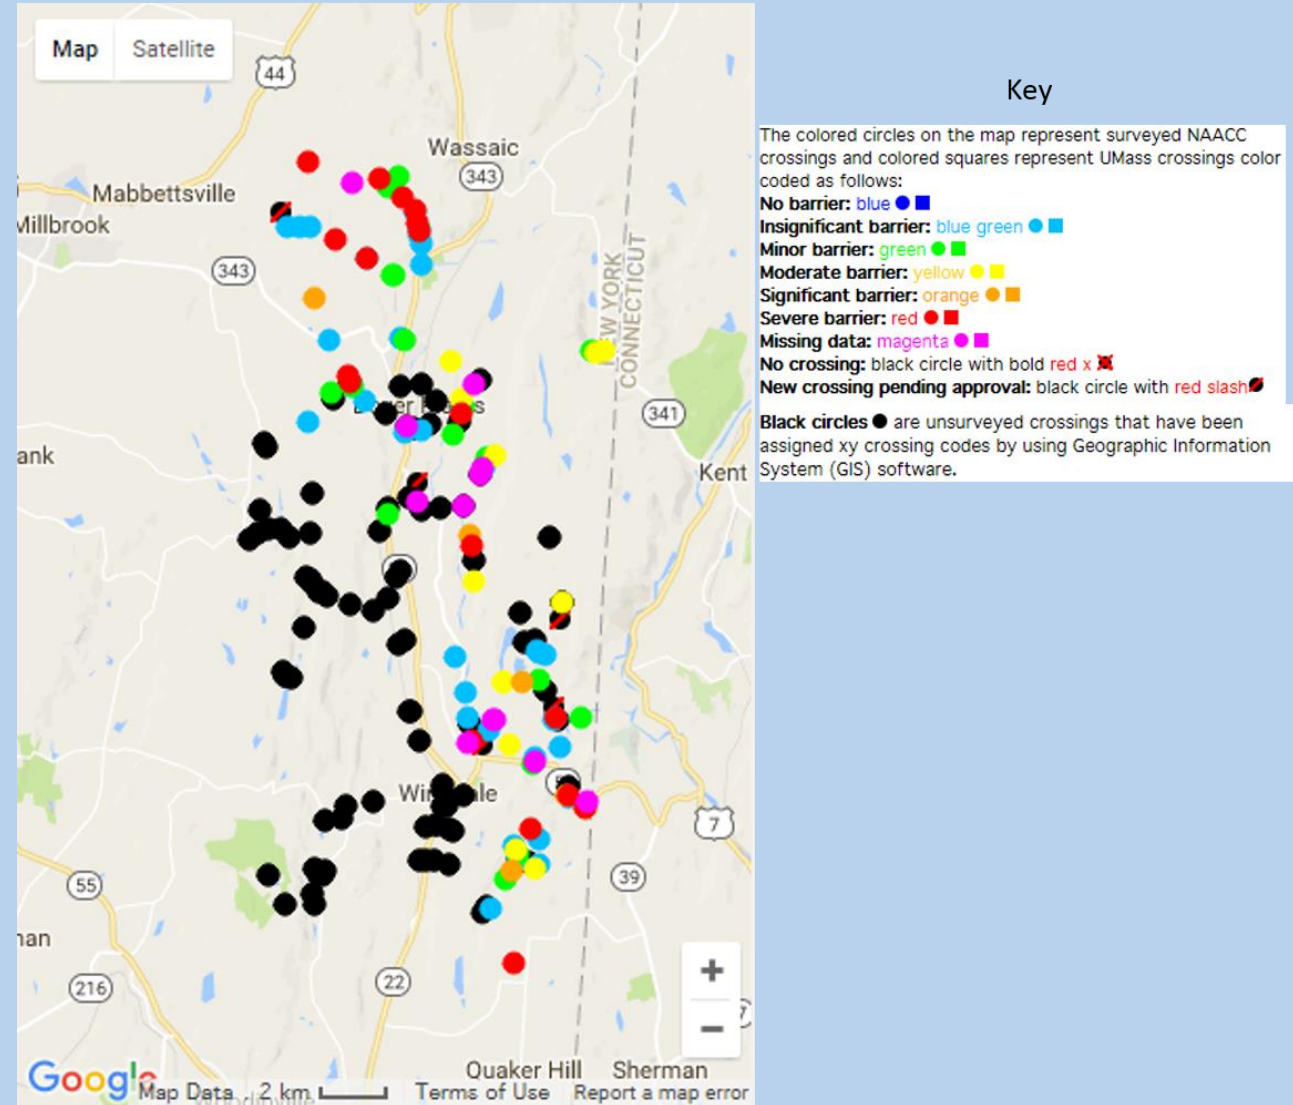 Map Satellite
44
Wassaic
343
Mabbettsville
Millbrook
343
NEW YORK
CONNECTICUT
341
ank
Kent
7
55
39
nan
22
216
Quaker Hill Sherman
Google
Map Data 2 km Terms of Use Report a map error
Key
The colored circles on the map represent surveyed NAACC
crossings and colored squares represent UMass crossings color
coded as follows:
No barrier: blue
Insignificant barrier: blue green
Minor barrier: green
Moderate barrier: yellow
Significant barrier: orange
Severe barrier: red
Missing data: magenta
No crossing: black circle with bold red x
New crossing pending approval: black circle with red slash
Black circles are unsurveyed crossings that have been
assigned xy crossing codes by using Geographic Information
System (GIS) software.